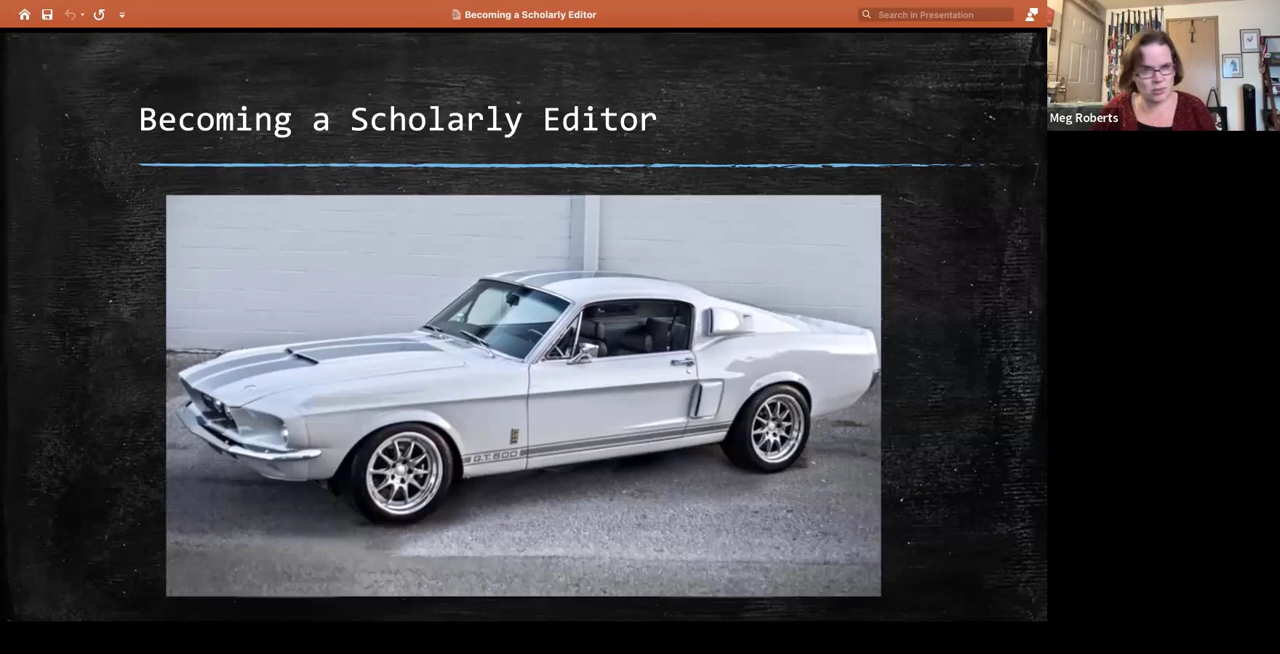 Becoming a Scholarly Editor
Search in Presentation
Becoming a Scholarly Editor
G.T. 500
Meg Roberts